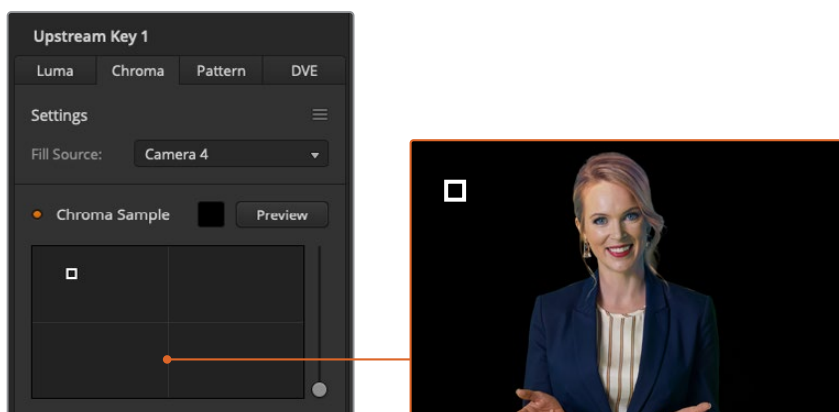 Upstream Key 1
Luma Chroma Pattern DVE
Settings
Fill Source: Camera 4
Chroma Sample Preview